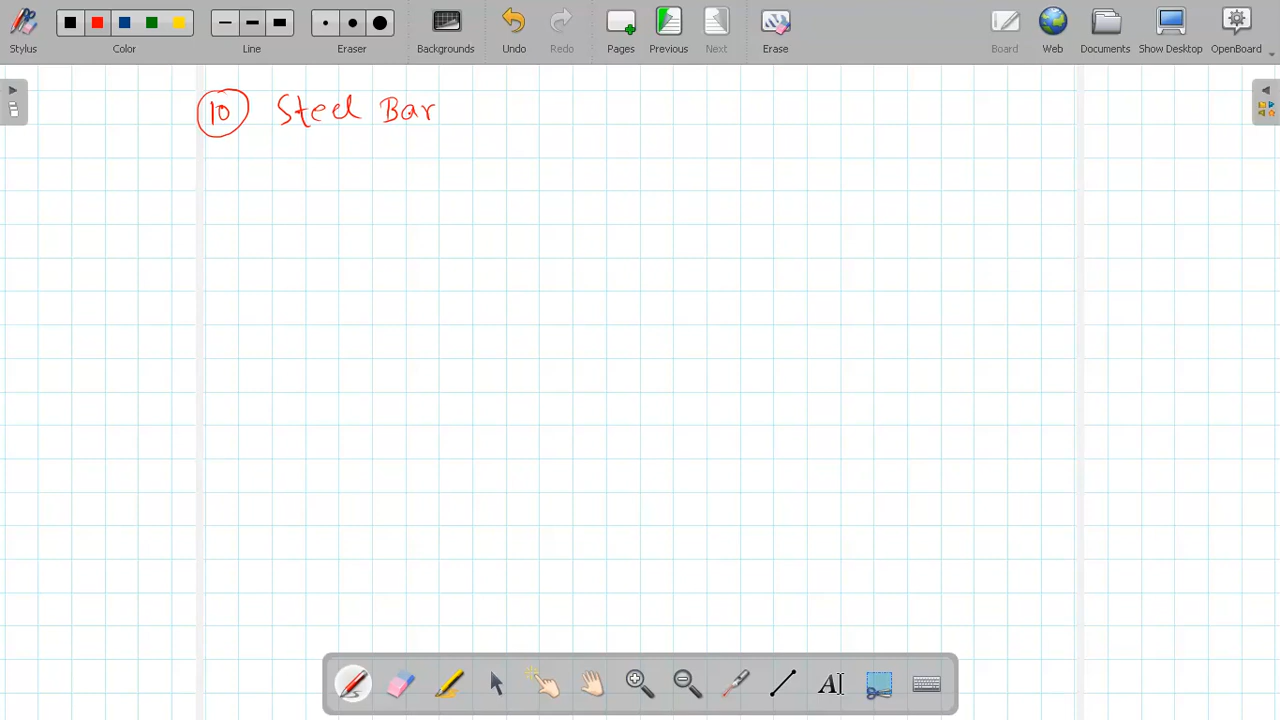 Stylus
Color
Line
Eraser
Backgrounds
Undo
Redo
Pages
Previous
Next
Erase
Board
Web
Documents
Show Desktop
OpenBoard
10 Steel Bar